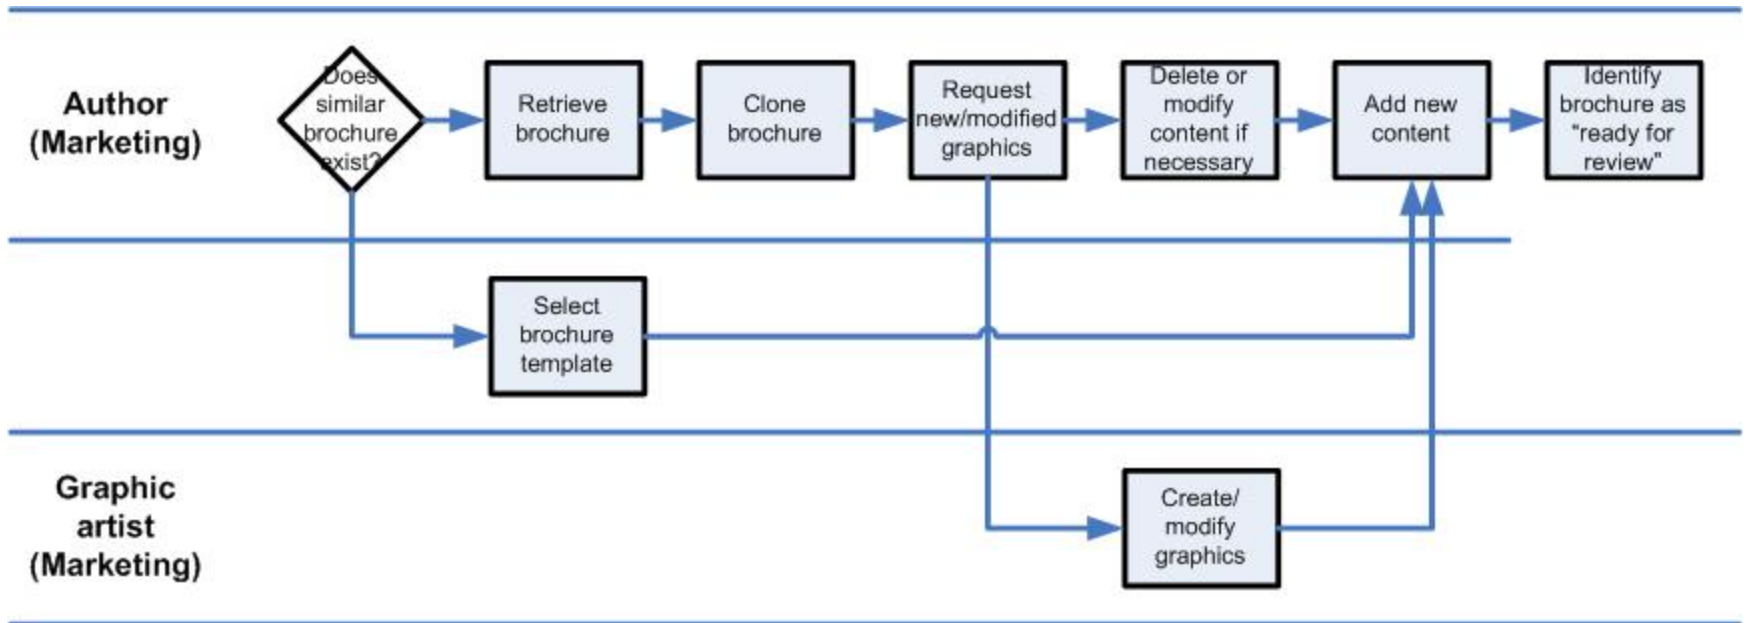 Author
(Marketing)
Does
similar
brochure
exist?
Retrieve
brochure
Clone
brochure
Request
new/modified
graphics
Delete or
modify
content if
necessary
Add new
content
Identify
brochure as
“ready for
review”
Select
brochure
template
Graphic
artist
(Marketing)
Create/
modify
graphics